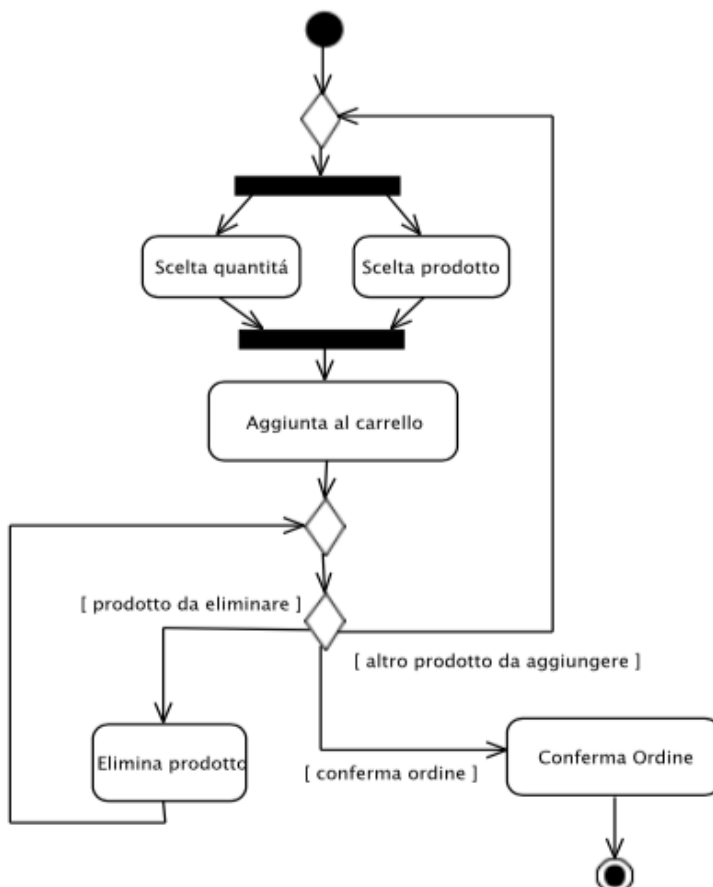 Scelta quantitá
Scelta prodotto
Aggiunta al carrello
[ prodotto da eliminare ]
[ altro prodotto da aggiungere ]
Elimina prodotto
[ conferma ordine ]
Conferma Ordine